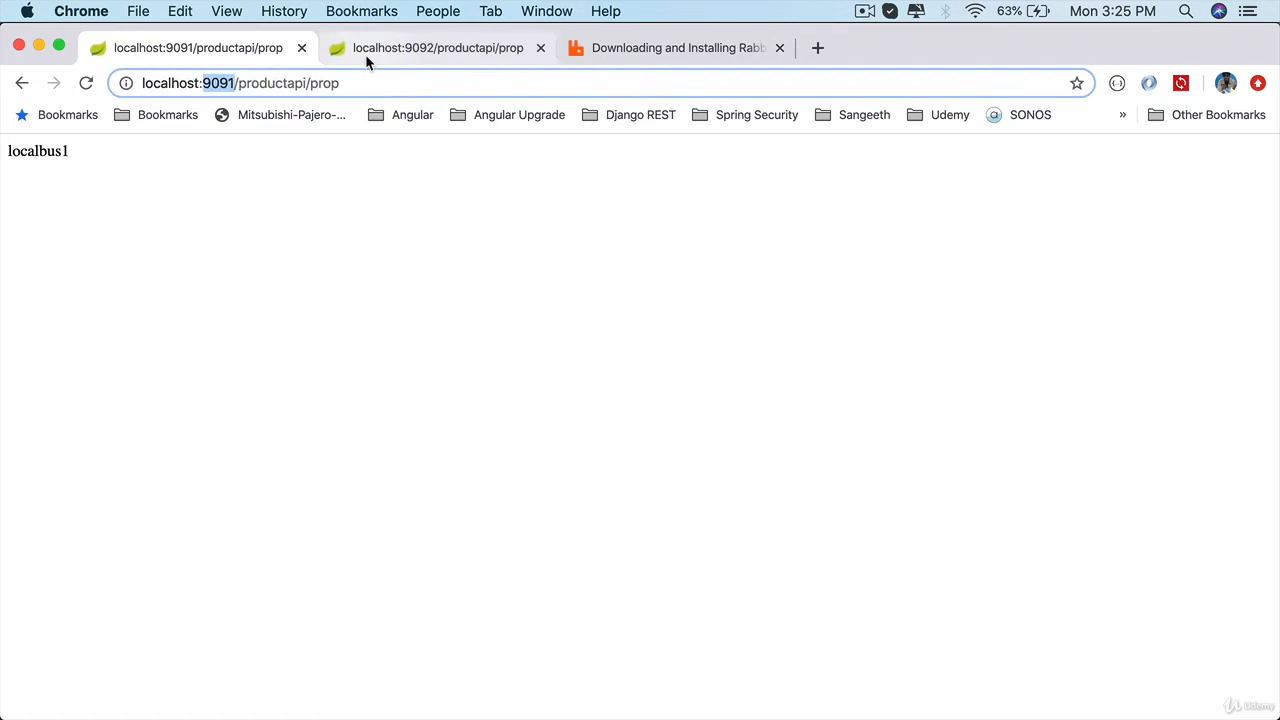 Chrome File Edit View History Bookmarks People Tab Window Help 63% Mon 3:25 PM
localhost:9091/productapi/prop localhost:9092/productapi/prop Downloading and Installing Rabb
localhost:9091/productapi/prop
Bookmarks Bookmarks Mitsubishi-Pajero-... Angular Angular Upgrade Django REST Spring Security Sangeeth Udemy SONOS » Other Bookmarks
localbus1
Udemy